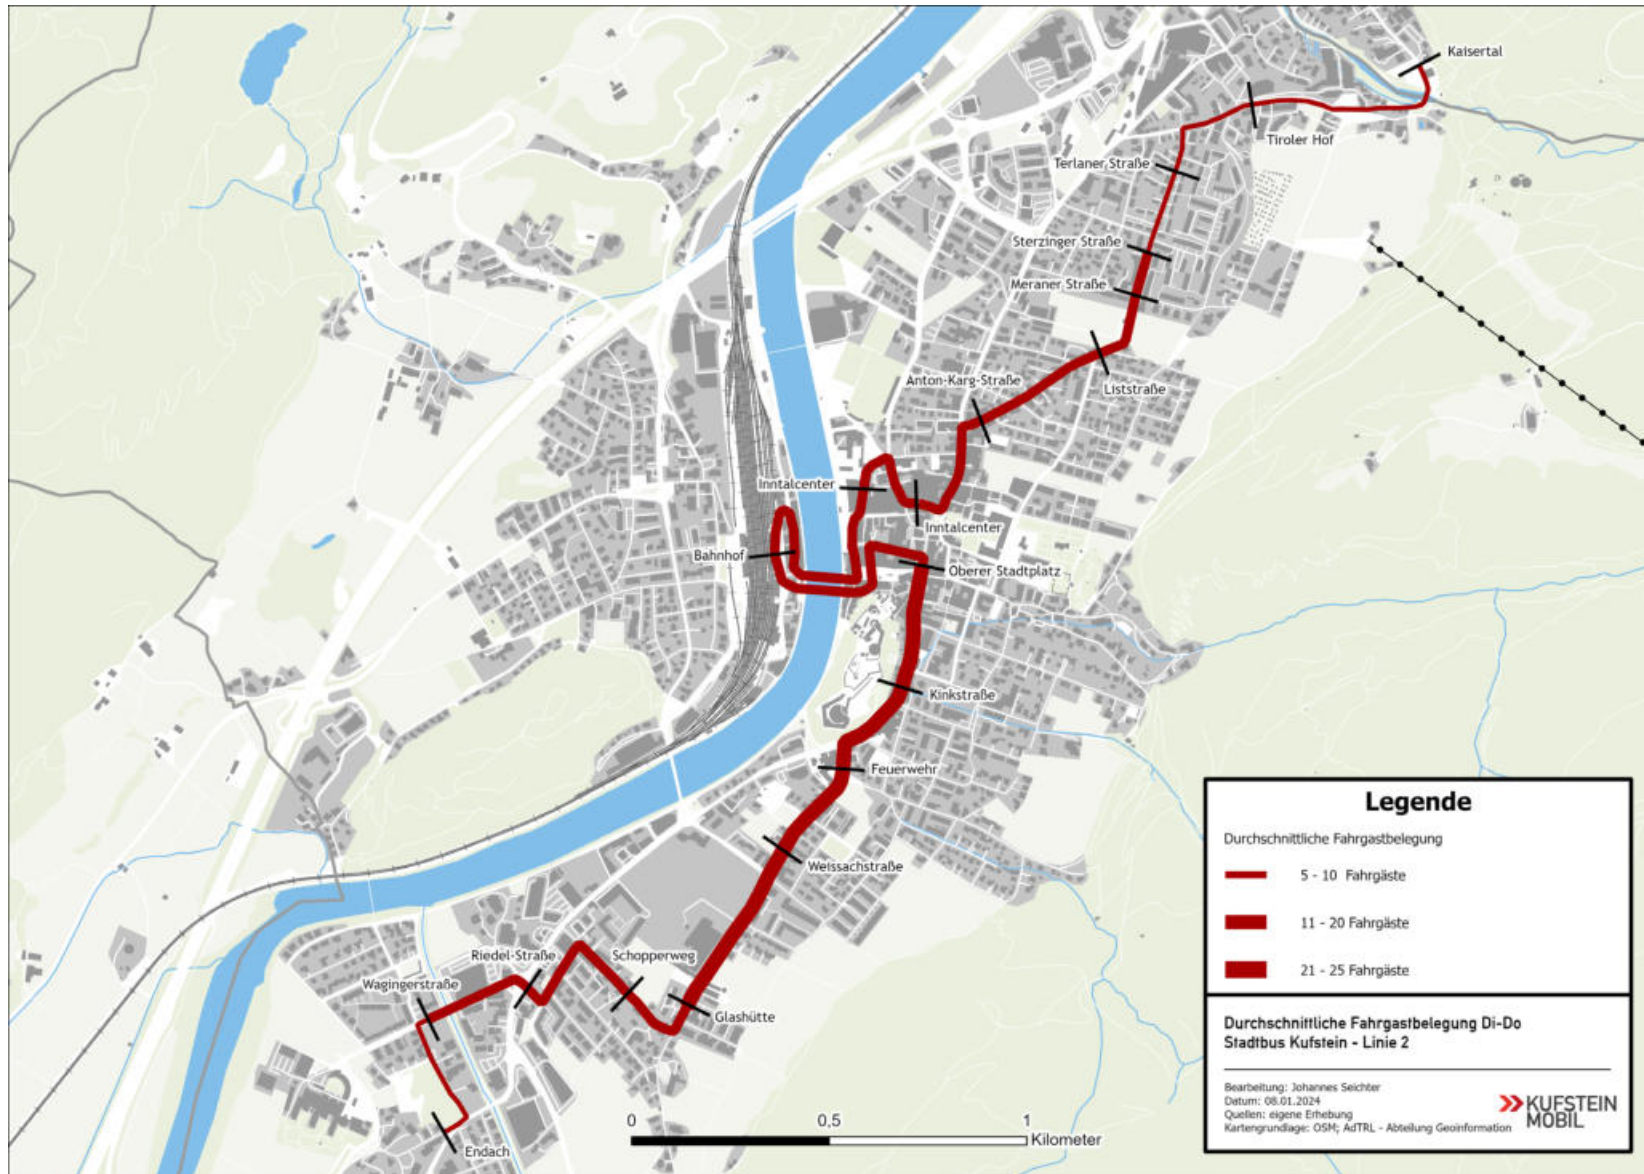 Kaisertal
Tiroler Hof
Terlaner Straße
Sterzinger Straße
Meraner Straße
Liststraße
Anton-Karg-Straße
Inntalcenter
Inntalcenter
Bahnhof
Oberer Stadtplatz
Kinkstraße
Feuerwehr
Weissachstraße
Schopperweg
Riedel-Straße
Wagingerstraße
Glashütte
Endach
0
0,5
1
Kilometer
Legende
Durchschnittliche Fahrgastbelegung
5 - 10 Fahrgäste
11 - 20 Fahrgäste
21 - 25 Fahrgäste
Durchschnittliche Fahrgastbelegung Di-Do
Stadtbus Kufstein - Linie 2
Bearbeitung: Johannes Seichter
Datum: 08.01.2024
Quellen: eigene Erhebung
Kartengrundlage: OSM; AdTRL - Abteilung Geoinformation
KUFSTEIN
MOBIL